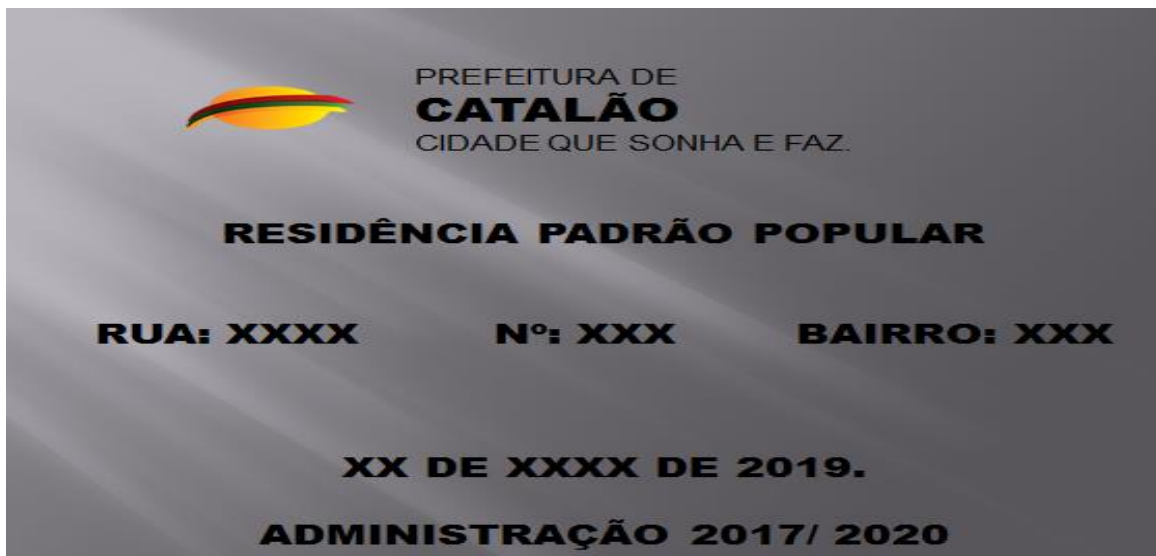 PREFEITURA DE
CATALÃO
CIDADE QUE SONHA E FAZ.
RESIDÊNCIA PADRÃO POPULAR
RUA: XXXX Nº: XXX BAIRRO: XXX
XX DE XXXX DE 2019.
ADMINISTRAÇÃO 2017/ 2020